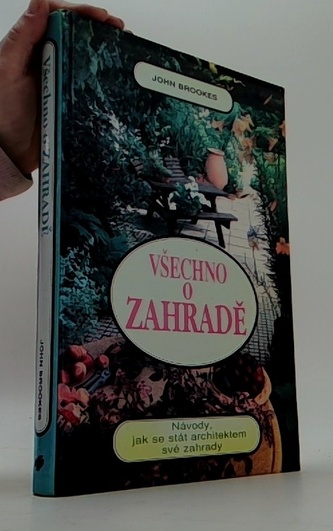 JOHN BROOKES
VŠECHNO
O
ZAHRADĚ
Návody,
jak se stát architektem
své zahrady
Všechno o ZAHRADĚ
JOHN BROOKES